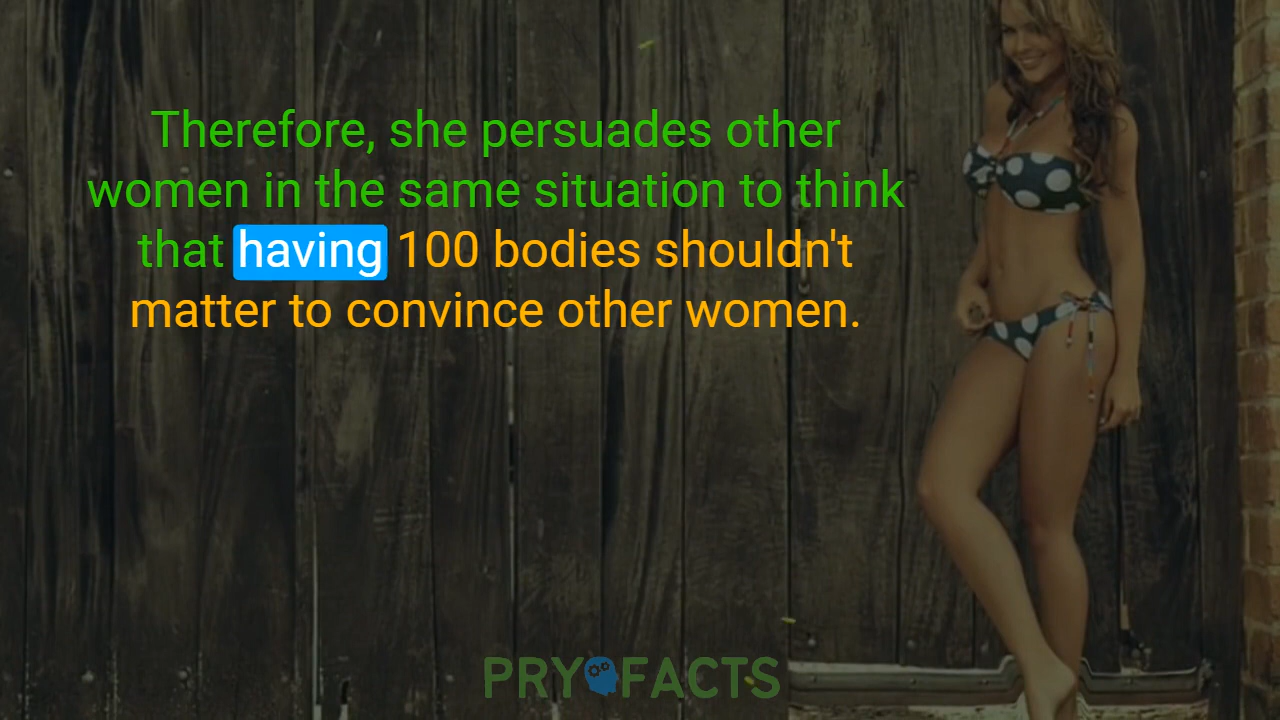 Therefore, she persuades other
women in the same situation to think
that having 100 bodies shouldn't
matter to convince other women.
PRYOFACTS